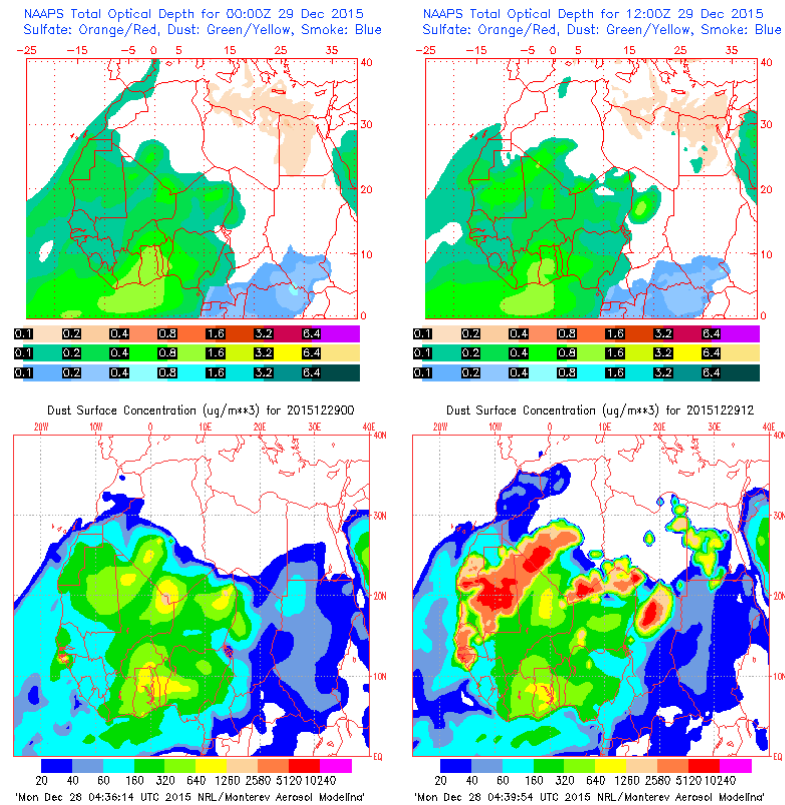 NAAPS Total Optical Depth for 00:00Z 29 Dec 2015
Sulfate: Orange/Red, Dust: Green/Yellow, Smoke: Blue
-25 -15 -5 0 5 15 25 35
40
30
20
10
0
0.1 0.2 0.4 0.8 1.6 3.2 6.4
0.1 0.2 0.4 0.8 1.6 3.2 6.4
0.1 0.2 0.4 0.8 1.6 3.2 6.4
NAAPS Total Optical Depth for 12:00Z 29 Dec 2015
Sulfate: Orange/Red, Dust: Green/Yellow, Smoke: Blue
-25 -15 -5 0 5 15 25 35
40
30
20
10
0
0.1 0.2 0.4 0.8 1.6 3.2 6.4
0.1 0.2 0.4 0.8 1.6 3.2 6.4
0.1 0.2 0.4 0.8 1.6 3.2 6.4
Dust Surface Concentration (ug/m**3) for 2015122900
20W 10W 0 10E 20E 30E 40E
40N
30N
20N
10N
EQ
20 40 80 160 320 640 1260 2580 5120 10240
'Mon Dec 28 04:36:14 UTC 2015 NRL/Monterey Aerosol Modeling'
Dust Surface Concentration (ug/m**3) for 2015122912
20W 10W 0 10E 20E 30E 40E
40N
30N
20N
10N
EQ
20 40 80 160 320 640 1260 2580 5120 10240
'Mon Dec 28 04:39:54 UTC 2015 NRL/Monterey Aerosol Modeling'